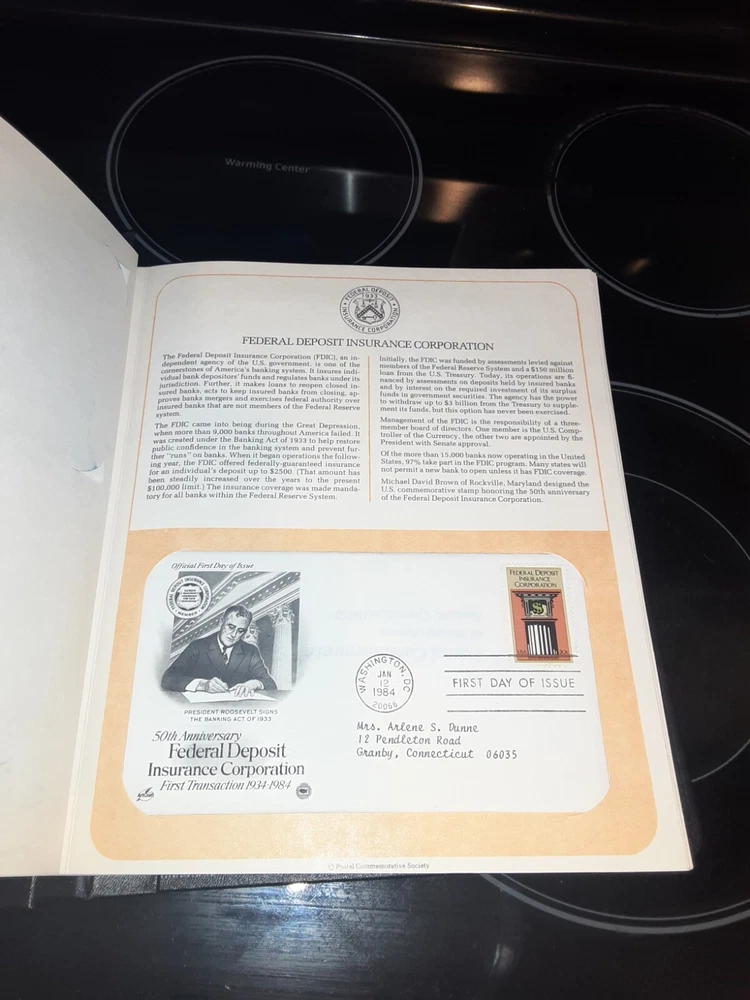 Warming Center
FEDERAL DEPOSIT
1933
INSURANCE CORPORATION
FEDERAL DEPOSIT INSURANCE CORPORATION
The Federal Deposit Insurance Corporation (FDIC), an in-
dependent agency of the U.S. government, is one of the
cornerstones of America's banking system. It insures indi-
vidual bank depositors' funds and regulates banks under its
jurisdiction. Further, it makes loans to reopen closed in-
sured banks, acts to keep insured banks from closing, ap-
proves banks mergers and exercises federal authority over
insured banks that are not members of the Federal Reserve
system.
The FDIC came into being during the Great Depression,
when more than 9,000 banks throughout America failed. It
was created under the Banking Act of 1933 to help restore
public confidence in the banking system and prevent fur-
ther "runs" on banks. When it began operations the follow-
ing year, the FDIC offered federally-guaranteed insurance
for an individual's deposit up to $2500 (That amount has
been steadily increased over the years to the present
$100,000 limit.) The insurance coverage was made manda-
tory for all banks within the Federal Reserve System.
Initially, the FDIC was funded by assessments levied against
members of the Federal Reserve System and a $150 million
loan from the U.S. Treasury. Today, its operations are fi-
nanced by assessments on deposits held by insured banks
and by interest on the required investment of its surplus
funds in government securities. The agency has the power
to withdraw up to $3 billion from the Treasury to supple-
ment its funds, but this option has never been exercised.
Management of the FDIC is the responsibility of a three-
member board of directors. One member is the U.S. Comp-
troller of the Currency, the other two are appointed by the
President with Senate approval.
Of the more than 15,000 banks now operating in the United
States, 97% take part in the FDIC program. Many states will
not permit a new bank to open unless it has FDIC coverage.
Michael David Brown of Rockville, Maryland designed the
U.S. commemorative stamp honoring the 50th anniversary
of the Federal Deposit Insurance Corporation.
Official First Day of Issue
PRESIDENT ROOSEVELT SIGNS
THE BANKING ACT OF 1933
50th Anniversary
Federal Deposit
Insurance Corporation
First Transaction 1934-1984
FEDERAL DEPOSIT
INSURANCE
CORPORATION
$
WASHINGTON, DC
JAN
12
1984
20066
FIRST DAY OF ISSUE
Mrs. Arlene S. Dunne
12 Pendleton Road
Granby, Connecticut 06035
© Postal Commemorative Society